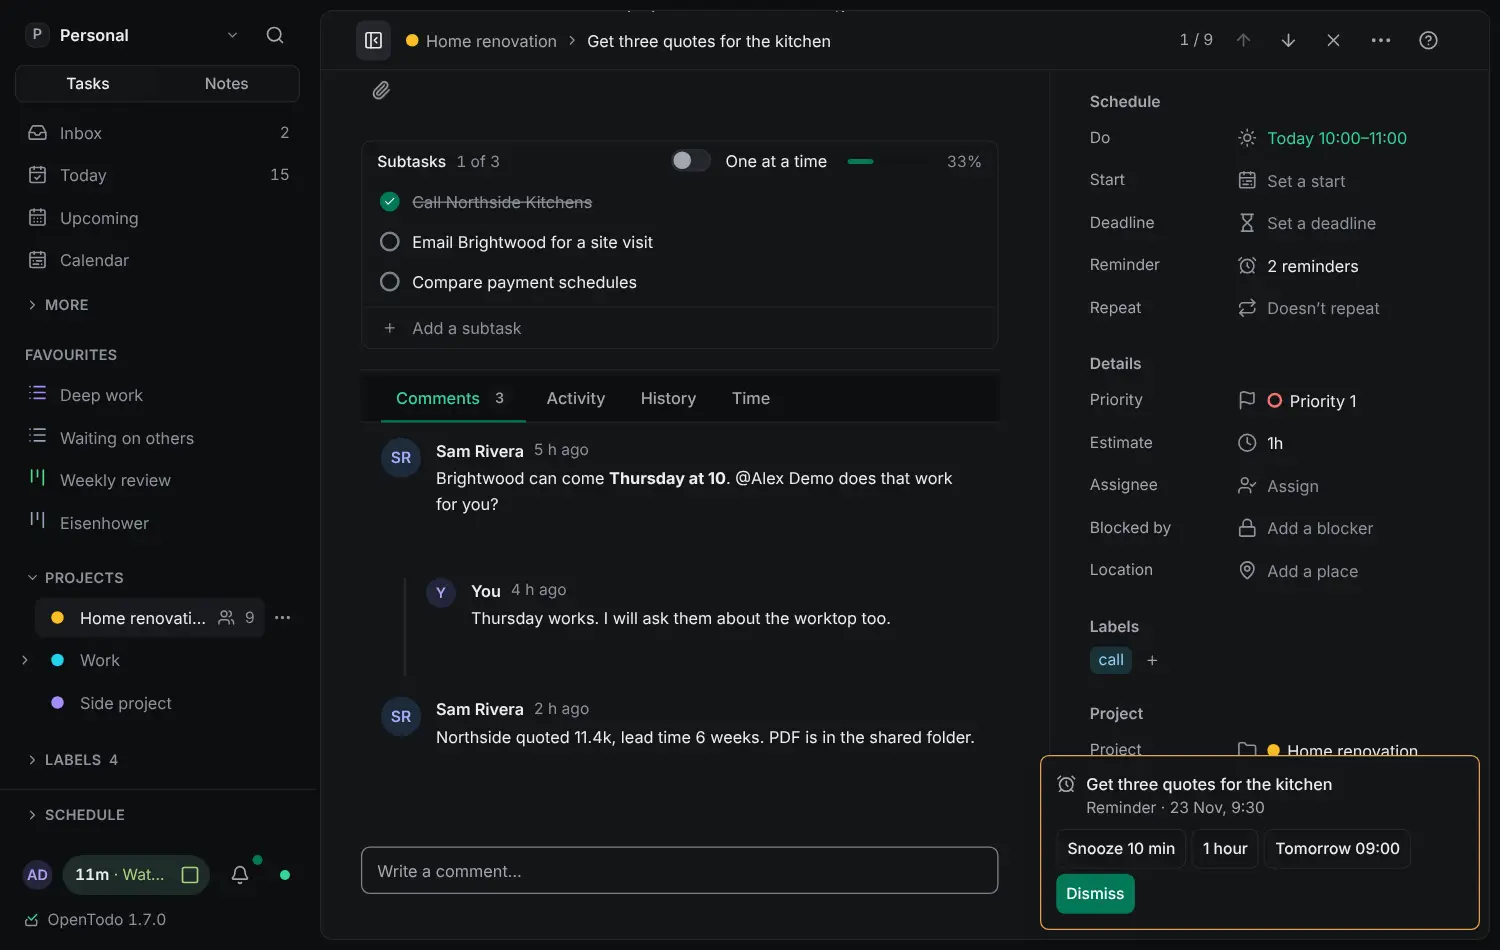 P Personal
Tasks Notes
Inbox 2
Today 15
Upcoming
Calendar
MORE
FAVOURITES
Deep work
Waiting on others
Weekly review
Eisenhower
PROJECTS
Home renovati... 9
Work
Side project
LABELS 4
SCHEDULE
AD 11m · Wat...
OpenTodo 1.7.0
Home renovation > Get three quotes for the kitchen
1 / 9
Subtasks 1 of 3 One at a time 33%
Call Northside Kitchens
Email Brightwood for a site visit
Compare payment schedules
+ Add a subtask
Comments 3 Activity History Time
SR Sam Rivera 5 h ago
Brightwood can come Thursday at 10. @Alex Demo does that work
for you?
Y You 4 h ago
Thursday works. I will ask them about the worktop too.
SR Sam Rivera 2 h ago
Northside quoted 11.4k, lead time 6 weeks. PDF is in the shared folder.
Write a comment...
Schedule
Do Today 10:00–11:00
Start Set a start
Deadline Set a deadline
Reminder 2 reminders
Repeat Doesn’t repeat
Details
Priority Priority 1
Estimate 1h
Assignee Assign
Blocked by Add a blocker
Location Add a place
Labels
call +
Project
Project Home renovation
Get three quotes for the kitchen
Reminder · 23 Nov, 9:30
Snooze 10 min 1 hour Tomorrow 09:00
Dismiss